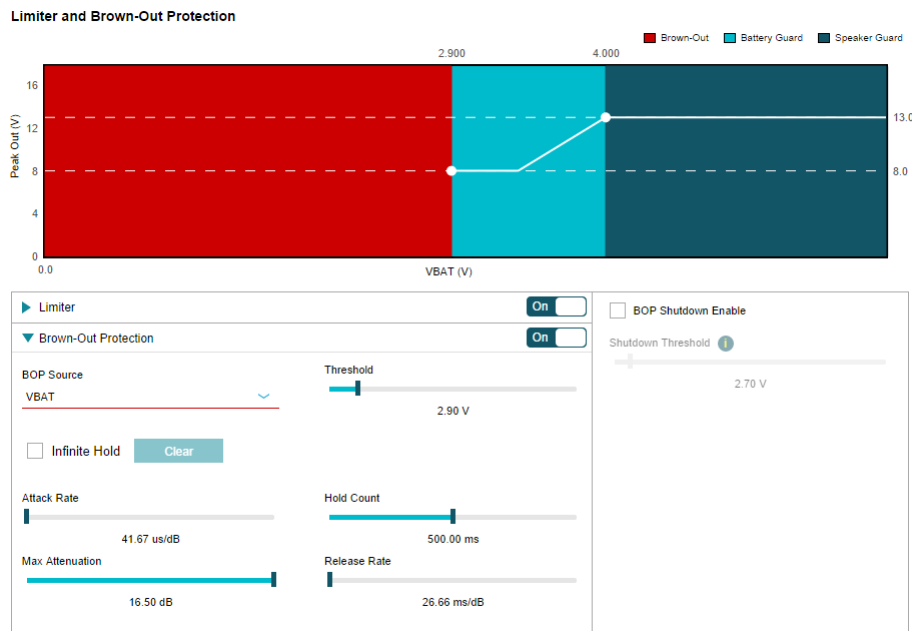 Limiter and Brown-Out Protection
Brown-Out Battery Guard Speaker Guard
2.900 4.000
16
12
8
4
0
Peak Out (V)
13.0
8.0
0.0
VBAT (V)
Limiter On
Brown-Out Protection On
BOP Source
VBAT
Threshold
2.90 V
Infinite Hold Clear
Attack Rate
41.67 us/dB
Hold Count
500.00 ms
Max Attenuation
16.50 dB
Release Rate
26.66 ms/dB
BOP Shutdown Enable
Shutdown Threshold i
2.70 V